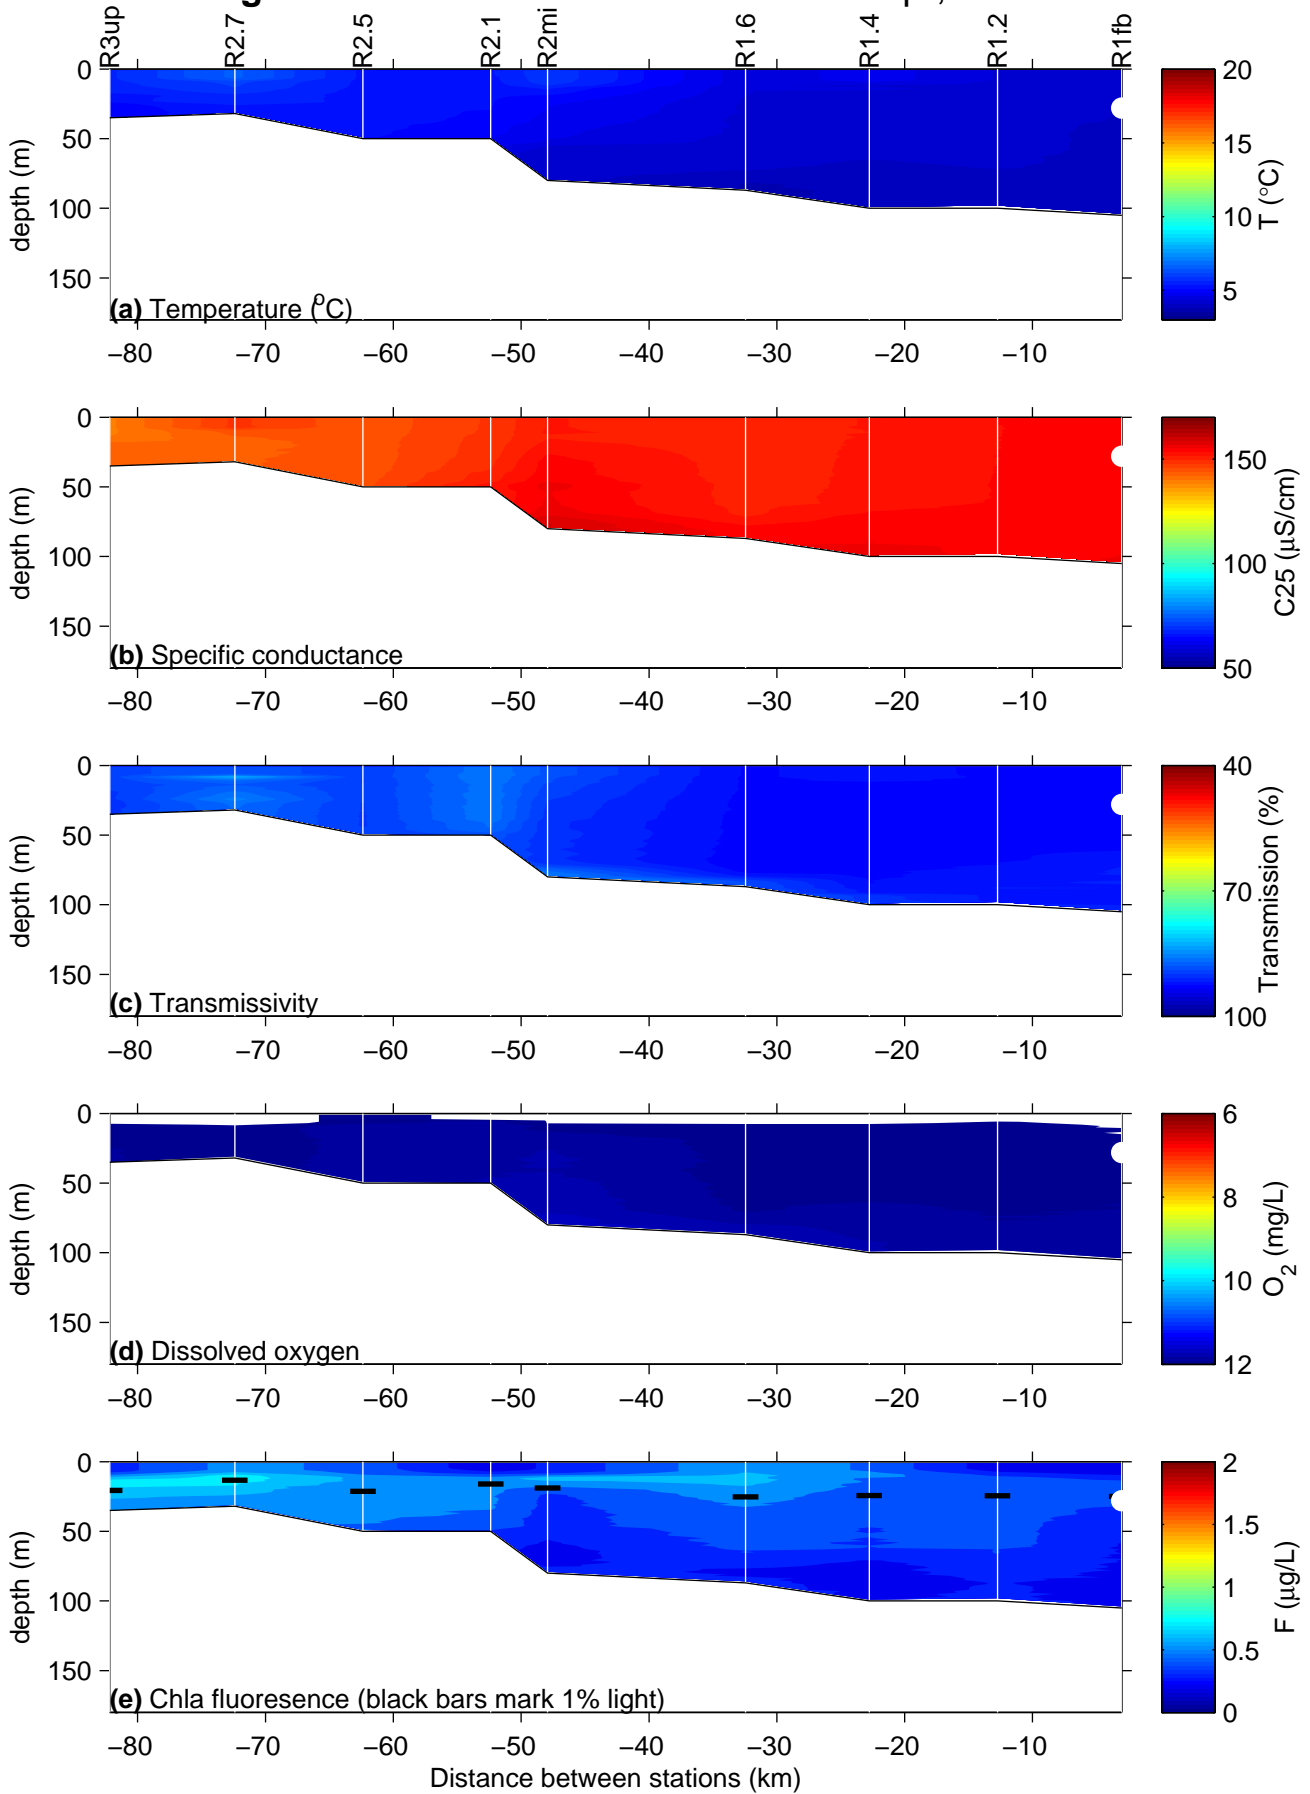 R3up R2.7 R2.5 R2.1 R2mi R1.6 R1.4 R1.2 R1fb
0
50
100
150
depth (m)
(a) Temperature (oC)
−80 −70 −60 −50 −40 −30 −20 −10
20
15
10
5
T (°C)
0
50
100
150
depth (m)
(b) Specific conductance
−80 −70 −60 −50 −40 −30 −20 −10
150
100
50
C25 (µS/cm)
0
50
100
150
depth (m)
(c) Transmissivity
−80 −70 −60 −50 −40 −30 −20 −10
40
70
100
Transmission (%)
0
50
100
150
depth (m)
(d) Dissolved oxygen
−80 −70 −60 −50 −40 −30 −20 −10
6
8
10
12
O2 (mg/L)
0
50
100
150
depth (m)
(e) Chla fluoresence (black bars mark 1% light)
−80 −70 −60 −50 −40 −30 −20 −10
2
1.5
1
0.5
0
F (µg/L)
Distance between stations (km)